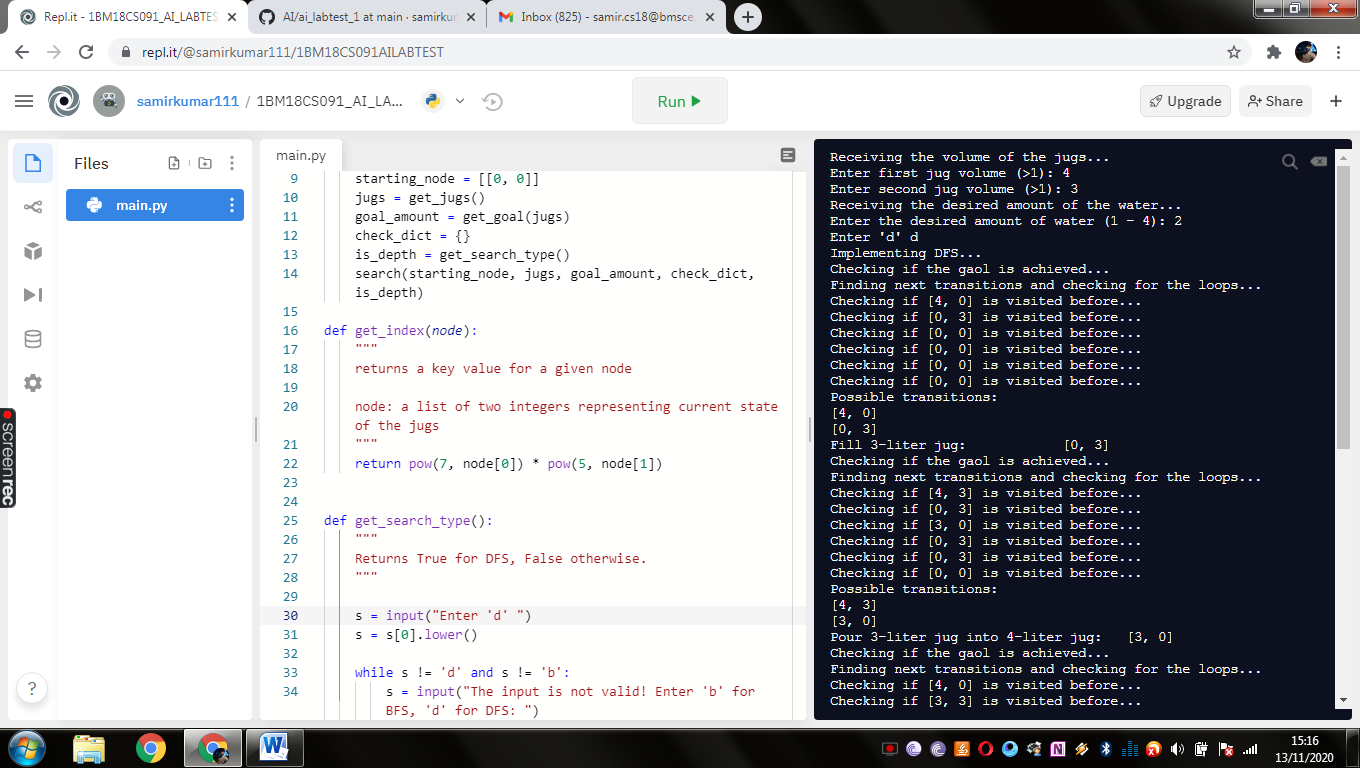 Repl.it - 1BM18CS091_AI_LABTES
AI/ai_labtest_1 at main · samirkum
Inbox (825) - samir.cs18@bmsce.
repl.it/@samirkumar111/1BM18CS091AILABTEST
samirkumar111 / 1BM18CS091_AI_LA...
Run
Upgrade
Share
Files
main.py
main.py
9 starting_node = [[0, 0]]
10 jugs = get_jugs()
11 goal_amount = get_goal(jugs)
12 check_dict = {}
13 is_depth = get_search_type()
14 search(starting_node, jugs, goal_amount, check_dict,
is_depth)
15
16 def get_index(node):
17 """
18 returns a key value for a given node
19
20 node: a list of two integers representing current state
of the jugs
21 """
22 return pow(7, node[0]) * pow(5, node[1])
23
24
25 def get_search_type():
26 """
27 Returns True for DFS, False otherwise.
28 """
29
30 s = input("Enter 'd' ")
31 s = s[0].lower()
32
33 while s != 'd' and s != 'b':
34 s = input("The input is not valid! Enter 'b' for
BFS, 'd' for DFS: ")
Receiving the volume of the jugs...
Enter first jug volume (>1): 4
Enter second jug volume (>1): 3
Receiving the desired amount of the water...
Enter the desired amount of water (1 - 4): 2
Enter 'd' d
Implementing DFS...
Checking if the gaol is achieved...
Finding next transitions and checking for the loops...
Checking if [4, 0] is visited before...
Checking if [0, 3] is visited before...
Checking if [0, 0] is visited before...
Checking if [0, 0] is visited before...
Checking if [0, 0] is visited before...
Checking if [0, 0] is visited before...
Possible transitions:
[4, 0]
[0, 3]
Fill 3-liter jug: [0, 3]
Checking if the gaol is achieved...
Finding next transitions and checking for the loops...
Checking if [4, 3] is visited before...
Checking if [0, 3] is visited before...
Checking if [3, 0] is visited before...
Checking if [0, 3] is visited before...
Checking if [0, 3] is visited before...
Checking if [0, 0] is visited before...
Possible transitions:
[4, 3]
[3, 0]
Pour 3-liter jug into 4-liter jug: [3, 0]
Checking if the gaol is achieved...
Finding next transitions and checking for the loops...
Checking if [4, 0] is visited before...
Checking if [3, 3] is visited before...
screenrec
?
15:16
13/11/2020